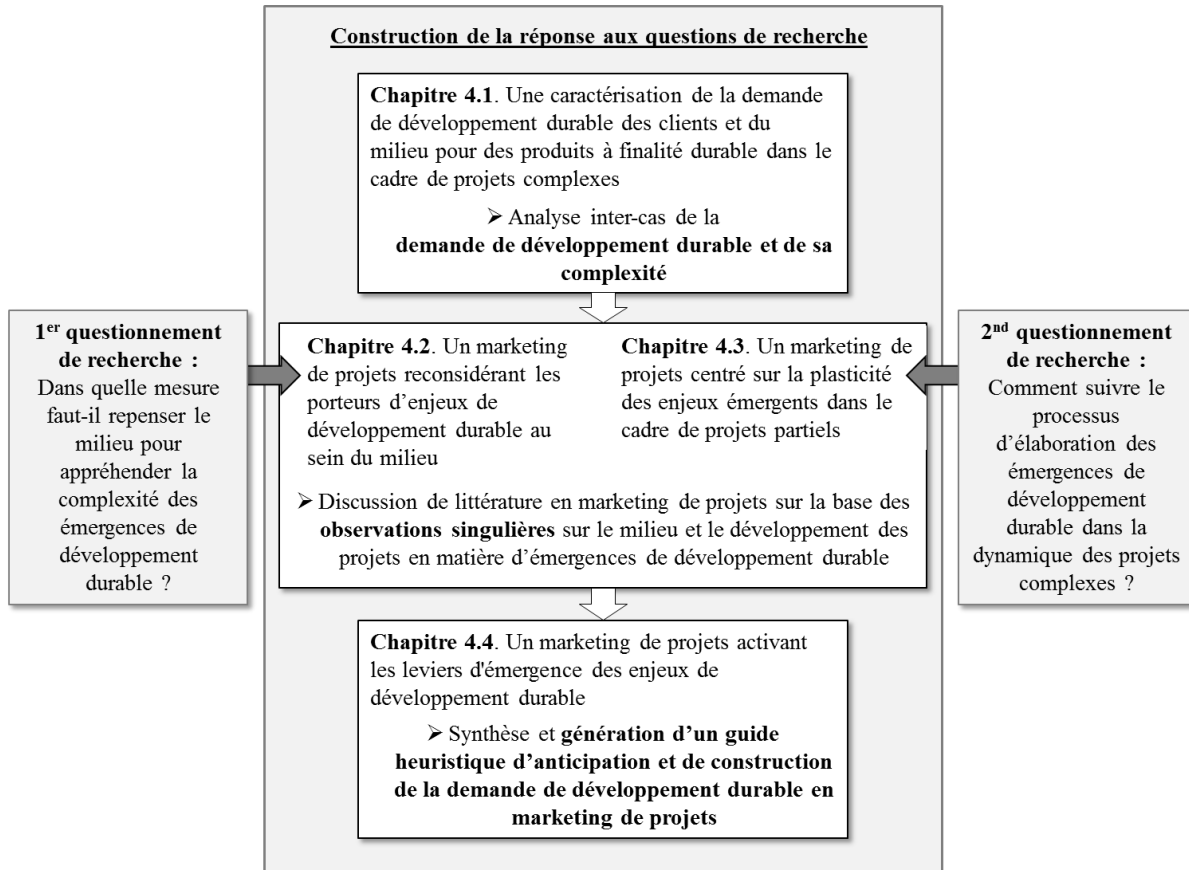 Construction de la réponse aux questions de recherche
Chapitre 4.1. Une caractérisation de la demande
de développement durable des clients et du
milieu pour des produits à finalité durable dans le
cadre de projets complexes
➢ Analyse inter-cas de la
demande de développement durable et de sa
complexité
1er questionnement
de recherche :
Dans quelle mesure
faut-il repenser le
milieu pour
appréhender la
complexité des
émergences de
développement
durable ?
Chapitre 4.2. Un marketing
de projets reconsidérant les
porteurs d’enjeux de
développement durable au
sein du milieu
Chapitre 4.3. Un marketing de
projets centré sur la plasticité
des enjeux émergents dans le
cadre de projets partiels
➢ Discussion de littérature en marketing de projets sur la base des
observations singulières sur le milieu et le développement des
projets en matière d’émergences de développement durable
2nd questionnement
de recherche :
Comment suivre le
processus
d’élaboration des
émergences de
développement
durable dans la
dynamique des projets
complexes ?
Chapitre 4.4. Un marketing de projets activant
les leviers d'émergence des enjeux de
développement durable
➢ Synthèse et génération d’un guide
heuristique d’anticipation et de construction
de la demande de développement durable en
marketing de projets